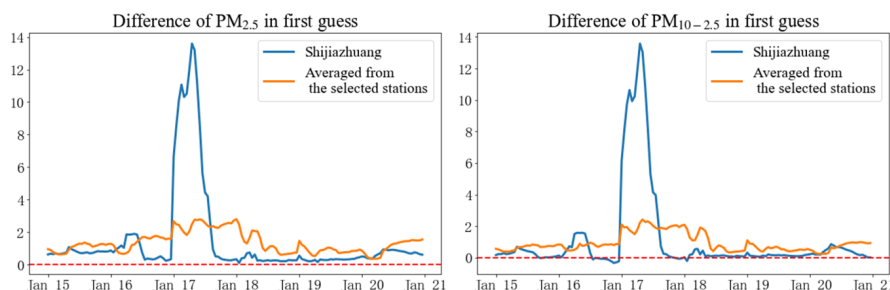 Difference of PM2.5 in first guess
14
12
10
8
6
4
2
0
Jan 15 Jan 16 Jan 17 Jan 18 Jan 19 Jan 20 Jan 21
Shijiazhuang
Averaged from
the selected stations
Difference of PM10−2.5 in first guess
14
12
10
8
6
4
2
0
Jan 15 Jan 16 Jan 17 Jan 18 Jan 19 Jan 20 Jan 2
Shijiazhuang
Averaged from
the selected stations